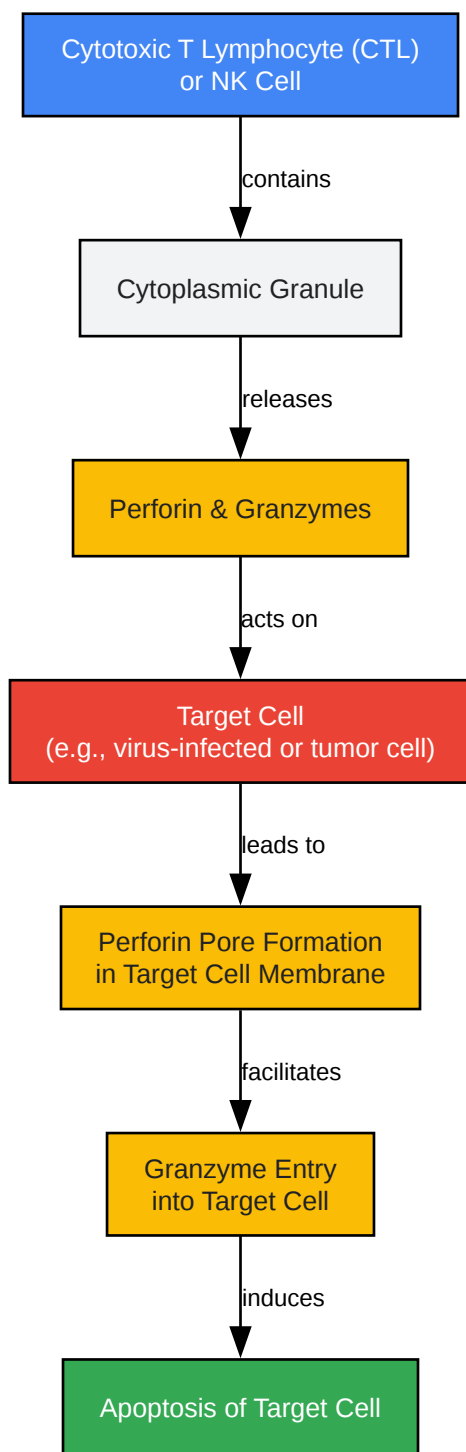 Cytotoxic T Lymphocyte (CTL)
or NK Cell
contains
Cytoplasmic Granule
releases
Perforin & Granzymes
acts on
Target Cell
(e.g., virus-infected or tumor cell)
leads to
Perforin Pore Formation
in Target Cell Membrane
facilitates
Granzyme Entry
into Target Cell
induces
Apoptosis of Target Cell